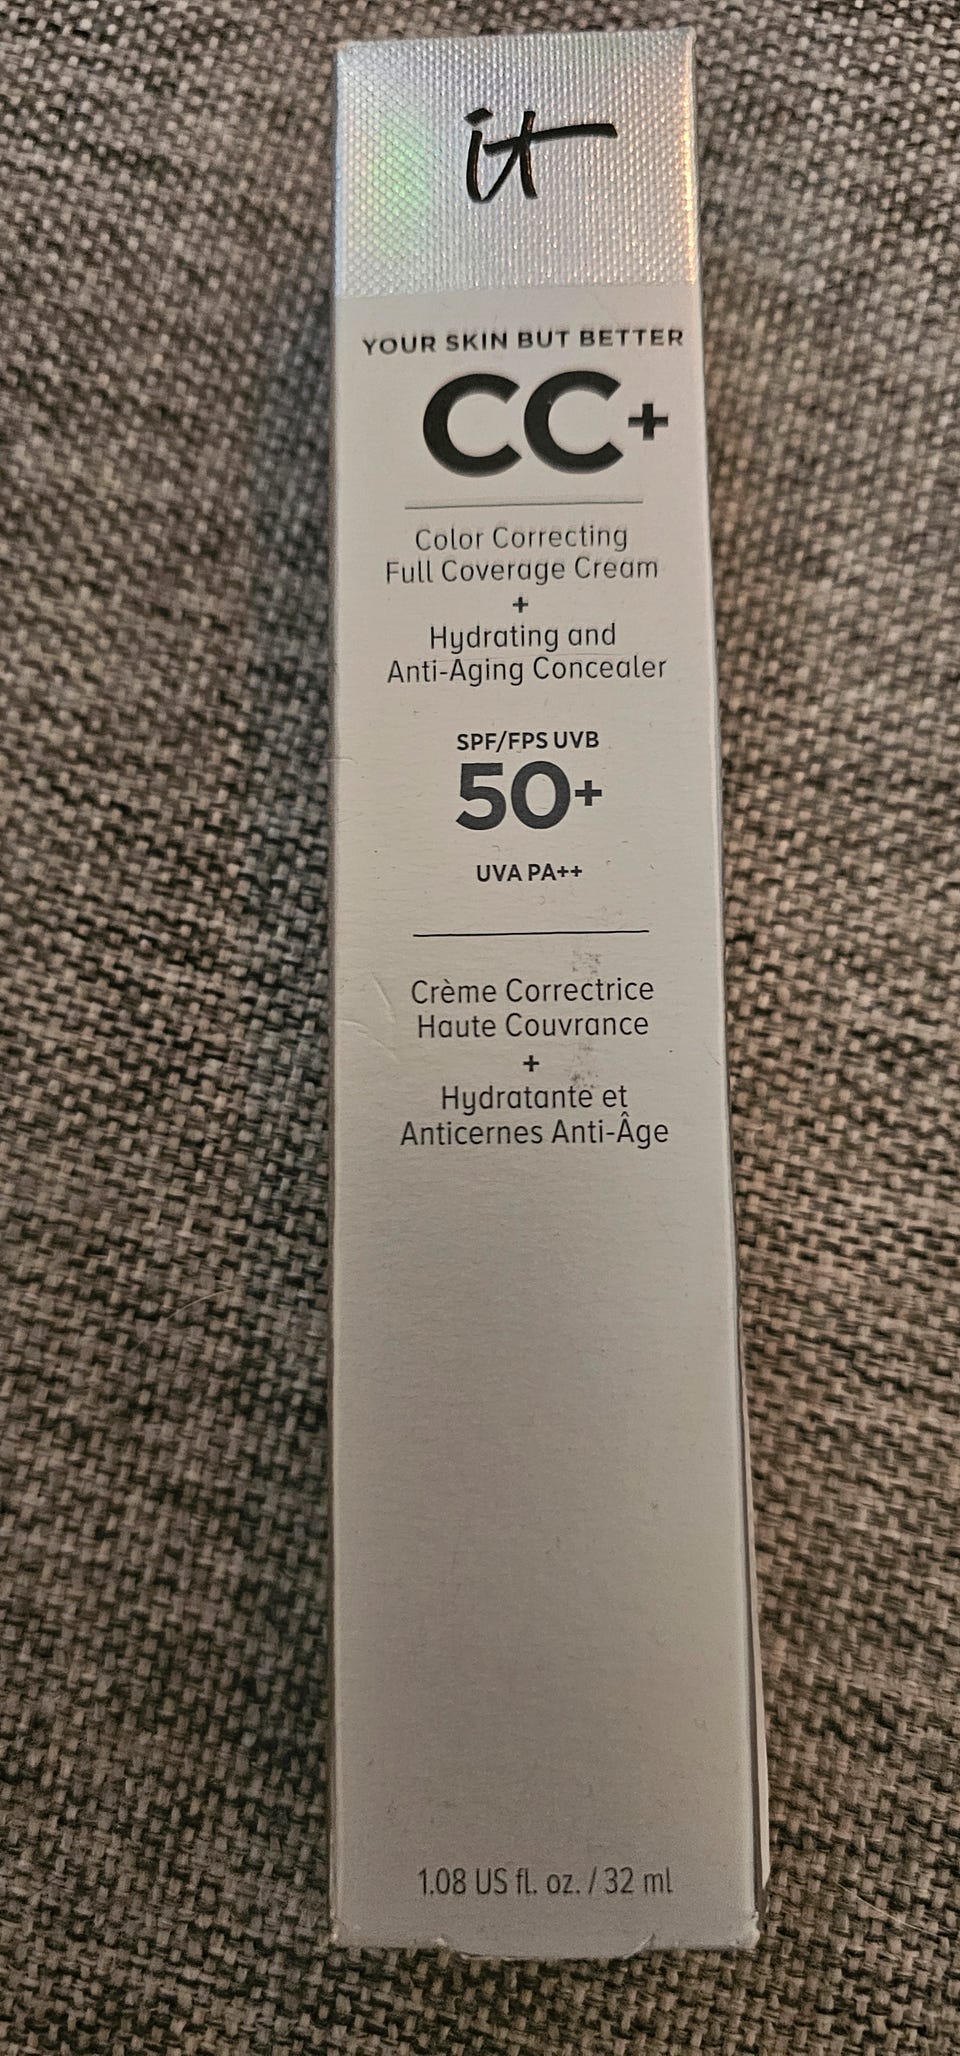 it
YOUR SKIN BUT BETTER
CC+
Color Correcting
Full Coverage Cream
+
Hydrating and
Anti-Aging Concealer
SPF/FPS UVB
50+
UVA PA++
Crème Correctrice
Haute Couvrance
+
Hydratante et
Anticernes Anti-Âge
1.08 US fl. oz. / 32 ml